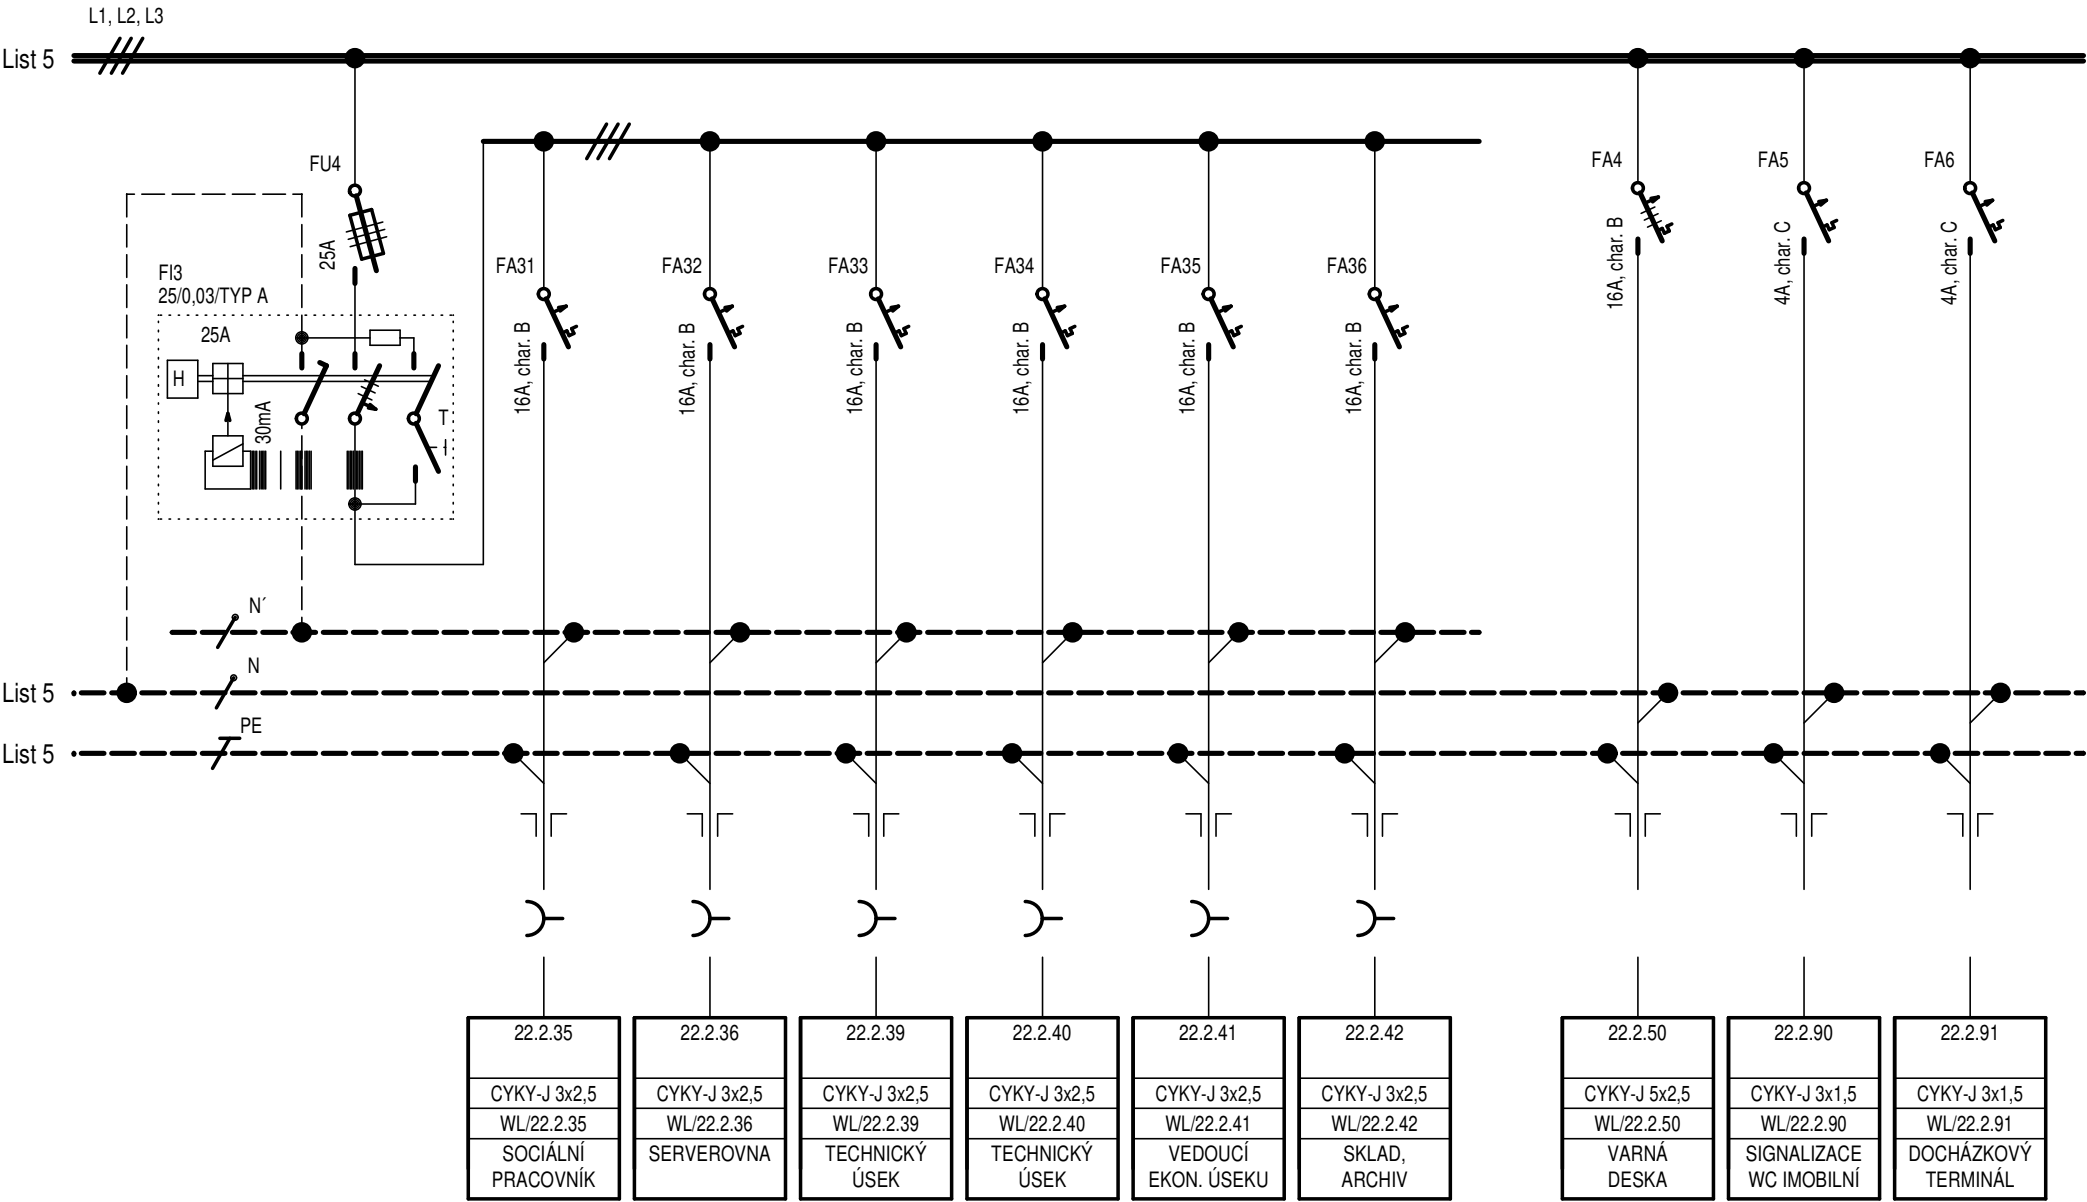 L1, L2, L3
List 5
FU4
25A
FI3
25/0,03/TYP A
25A
H
30mA
T
FA31
16A, char. B
FA32
16A, char. B
FA33
16A, char. B
FA34
16A, char. B
FA35
16A, char. B
FA36
16A, char. B
FA4
16A, char. B
FA5
4A, char. C
FA6
4A, char. C
N´
N
List 5
PE
List 5
22.2.35
CYKY-J 3x2,5
WL/22.2.35
SOCIÁLNÍ
PRACOVNÍK
22.2.36
CYKY-J 3x2,5
WL/22.2.36
SERVEROVNA
22.2.39
CYKY-J 3x2,5
WL/22.2.39
TECHNICKÝ
ÚSEK
22.2.40
CYKY-J 3x2,5
WL/22.2.40
TECHNICKÝ
ÚSEK
22.2.41
CYKY-J 3x2,5
WL/22.2.41
VEDOUCÍ
EKON. ÚSEKU
22.2.42
CYKY-J 3x2,5
WL/22.2.42
SKLAD,
ARCHIV
22.2.50
CYKY-J 5x2,5
WL/22.2.50
VARNÁ
DESKA
22.2.90
CYKY-J 3x1,5
WL/22.2.90
SIGNALIZACE
WC IMOBILNÍ
22.2.91
CYKY-J 3x1,5
WL/22.2.91
DOCHÁZKOVÝ
TERMINÁL